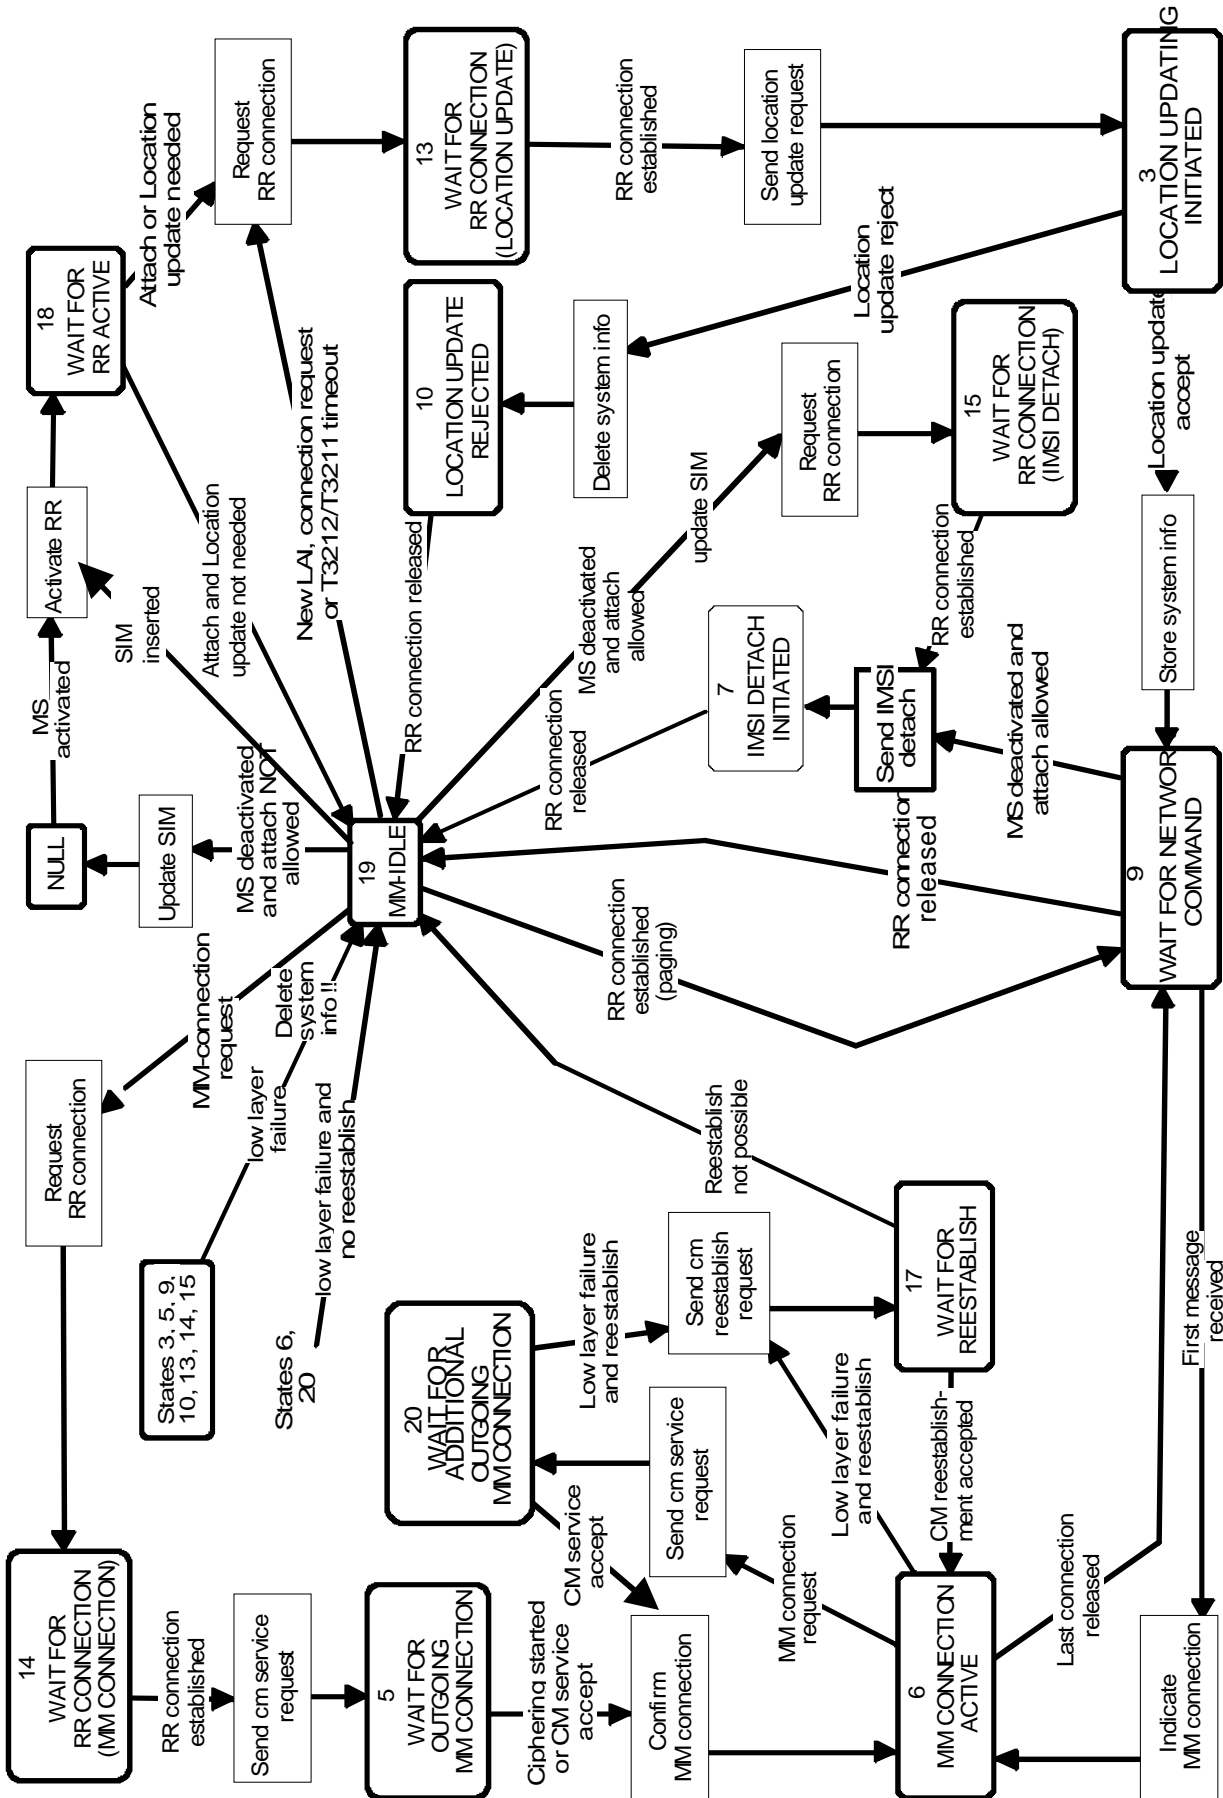 14
WAIT FOR
RR CONNECTION
(MM CONNECTION)
Request
RR connection
MM-connection
request
NULL
MS
activated
Activate RR
18
WAIT FOR
RR ACTIVE
Attach or Location
update needed
Request
RR connection
RR connection
established
States 3, 5, 9,
10, 13, 14, 15
low layer
failure
Delete
system
info !!
Update SIM
MS deactivated
and attach NOT
allowed
SIM
inserted
Attach and Location
update not needed
New LAI, connection request
or T3212/T3211 timeout
Send cm service
request
States 6,
20
low layer failure and
no reestablish
19
MM-IDLE
13
WAIT FOR
RR CONNECTION
(LOCATION UPDATE)
5
WAIT FOR
OUTGOING
MM CONNECTION
20
WAIT FOR
ADDITIONAL
OUTGOING
MM CONNECTION
RR connection released
10
LOCATION UPDATE
REJECTED
RR connection
established
Ciphering started
or CM service
accept
CM service
accept
Low layer failure
and reestablish
RR connection
established
(paging)
RR connection
released
MS deactivated
and attach
allowed
update SIM
Delete system info
Confirm
MM connection
Send cm service
request
Send cm
reestablish
request
Reestablish
not possible
7
IMSI DETACH
INITIATED
Request
RR connection
Send location
update request
MM connection
request
Low layer failure
and reestablish
Send IMSI
detach
RR connection
established
Location
update reject
6
MM CONNECTION
ACTIVE
CM reestablish-
ment accepted
17
WAIT FOR
REESTABLISH
RR connection
released
MS deactivated and
attach allowed
15
WAIT FOR
RR CONNECTION
(IMSI DETACH)
Last connection
released
9
WAIT FOR NETWORK
COMMAND
Store system info
Location update
accept
3
LOCATION UPDATING
INITIATED
Indicate
MM connection
First message
received